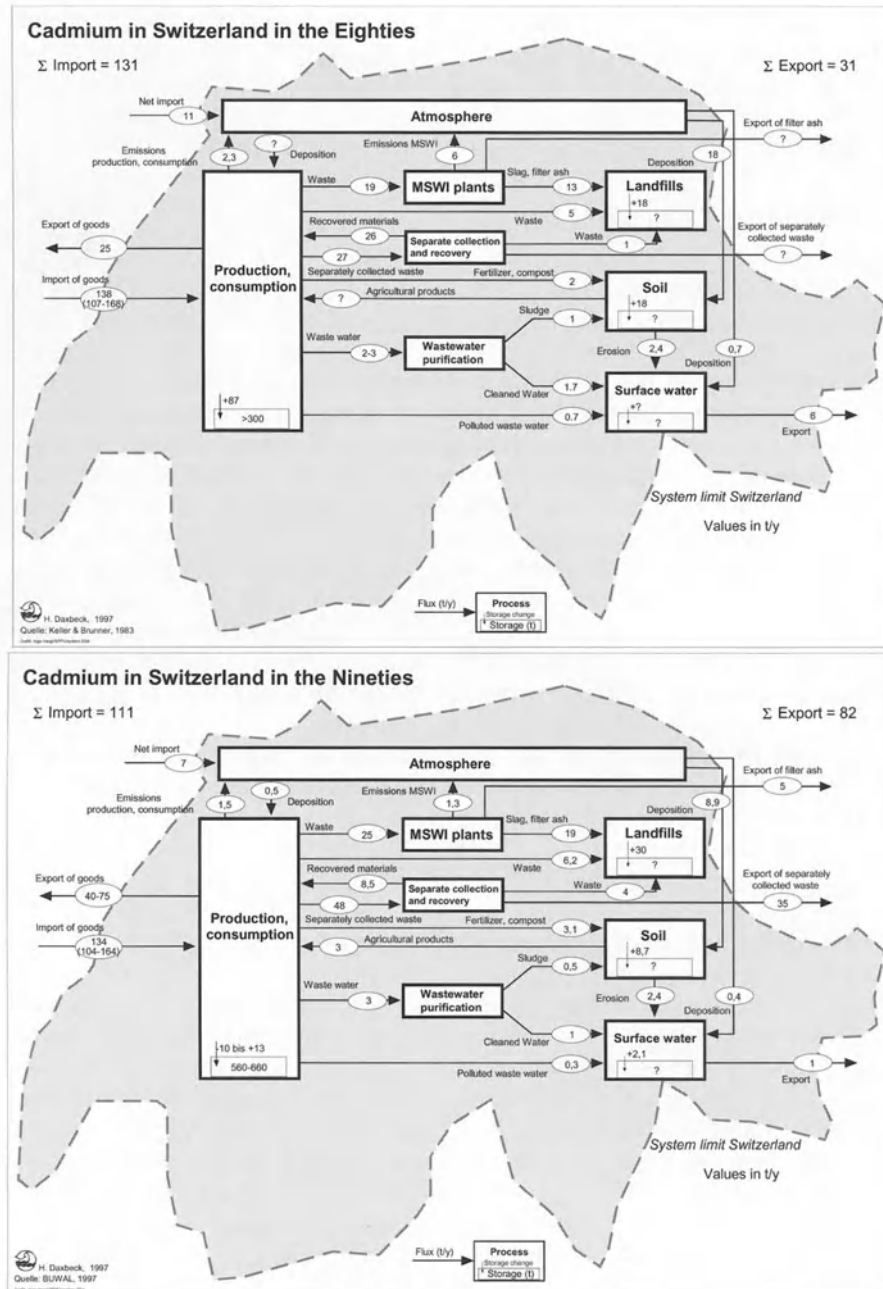 Cadmium in Switzerland in the Eighties
Σ Import = 131
Σ Export = 31
Net import
11
Atmosphere
Export of filter ash
?
Emissions
production, consumption
2,3
?
Deposition
Emissions MSWI
6
Deposition
18
Waste
19
MSWI plants
Slag, filter ash
13
Landfills
+18
?
Waste
5
Export of goods
25
Recovered materials
26
Separate collection
and recovery
Waste
1
Export of separately
collected waste
?
27
Separately collected waste
Production,
consumption
Import of goods
138
(107-168)
Fertilizer, compost
2
Agricultural products
?
Soil
+18
?
Sludge
1
Waste water
2-3
Wastewater
purification
Erosion
2,4
Deposition
0,7
Cleaned Water
1.7
Surface water
+?
?
+87
>300
Polluted waste water
0.7
6
Export
System limit Switzerland
Values in t/y
Flux (t/y)
Process
Storage change
Storage (t)
H. Daxbeck, 1997
Quelle: Keller & Brunner, 1983
Cadmium in Switzerland in the Nineties
Σ Import = 111
Σ Export = 82
Net import
7
Atmosphere
Export of filter ash
5
Emissions
production, consumption
1,5
0,5
Deposition
Emissions MSWI
1,3
Deposition
8,9
Waste
25
MSWI plants
Slag, filter ash
19
Landfills
+30
?
Waste
6,2
Export of goods
40-75
Recovered materials
8,5
Separate collection
and recovery
Waste
4
Export of separately
collected waste
35
48
Separately collected waste
Production,
consumption
Import of goods
134
(104-164)
Fertilizer, compost
3,1
Agricultural products
3
Soil
+8,7
?
Sludge
0,5
Waste water
3
Wastewater
purification
Erosion
2,4
Deposition
0,4
Cleaned Water
1
Surface water
+2,1
?
-10 bis +13
560-660
Polluted waste water
0,3
1
Export
System limit Switzerland
Values in t/y
Flux (t/y)
Process
Storage change
Storage (t)
H. Daxbeck, 1997
Quelle: BUWAL, 1997